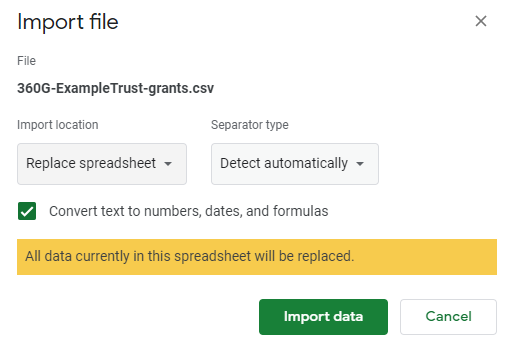 Import file
File
360G-ExampleTrust-grants.csv
Import location
Separator type
Replace spreadsheet
Detect automatically
Convert text to numbers, dates, and formulas
All data currently in this spreadsheet will be replaced.
Import data
Cancel